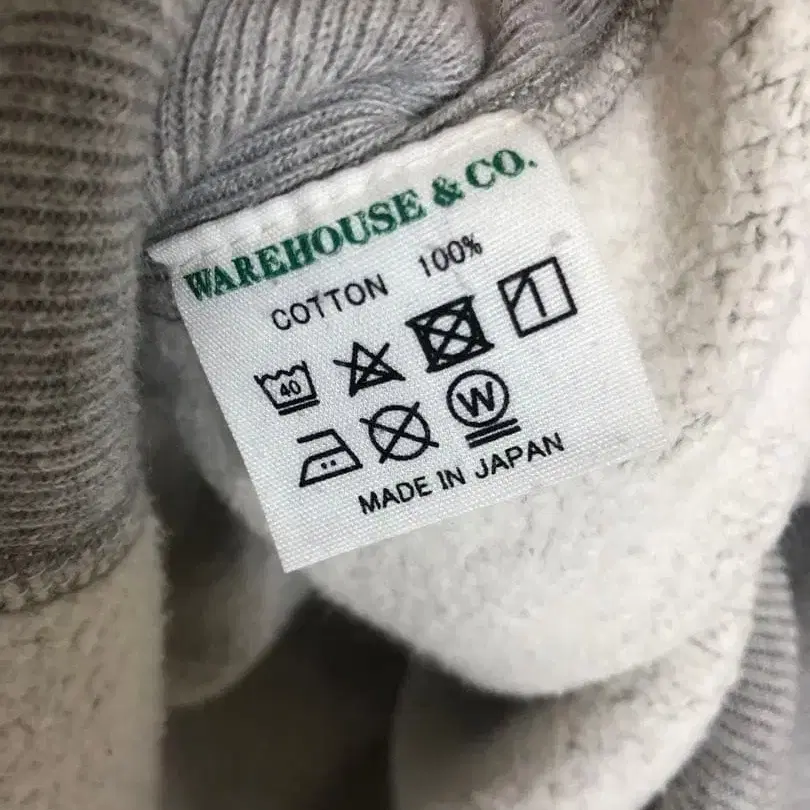 WAREHOUSE & CO.
COTTON 100%
40
W
MADE IN JAPAN